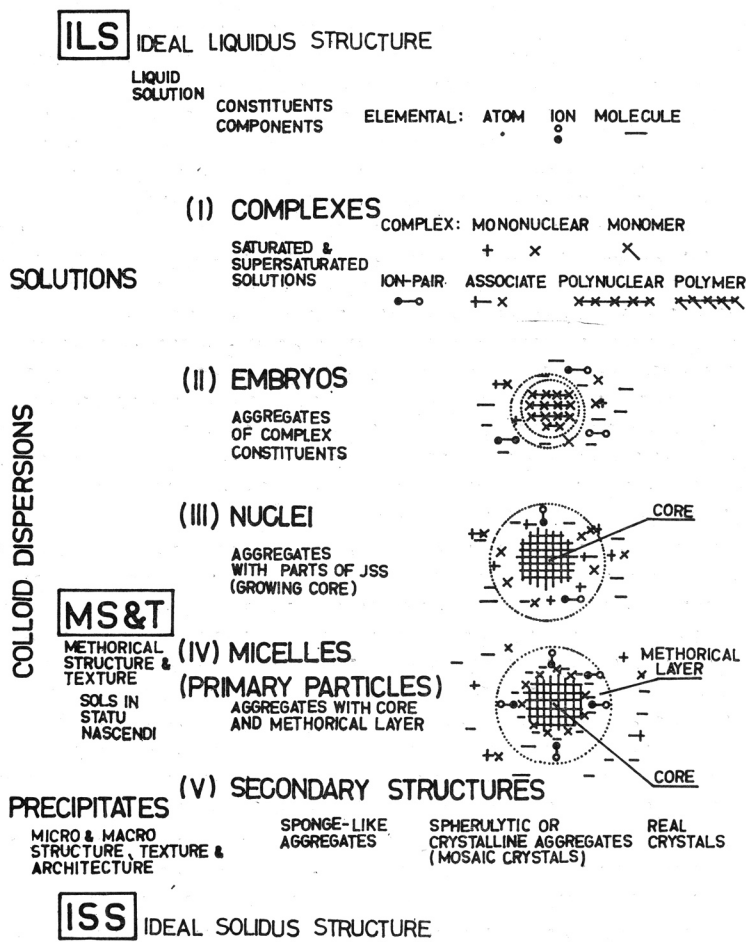 ILS IDEAL LIQUIDUS STRUCTURE
LIQUID
SOLUTION
CONSTITUENTS
COMPONENTS
ELEMENTAL: ATOM ION MOLECULE
(I) COMPLEXES
COMPLEX: MONONUCLEAR MONOMER
SATURATED &
SUPERSATURATED
SOLUTIONS
SOLUTIONS
ION-PAIR ASSOCIATE POLYNUCLEAR POLYMER
(II) EMBRYOS
AGGREGATES
OF COMPLEX
CONSTITUENTS
COLLOID DISPERSIONS
(III) NUCLEI
CORE
AGGREGATES
WITH PARTS OF JSS
(GROWING CORE)
MS&T
METHORICAL
STRUCTURE &
TEXTURE
SOLS IN
STATU
NASCENDI
(IV) MICELLES
(PRIMARY PARTICLES)
AGGREGATES WITH CORE
AND METHORICAL LAYER
METHORICAL
LAYER
CORE
(V) SECONDARY STRUCTURES
PRECIPITATES
MICRO & MACRO
STRUCTURE, TEXTURE &
ARCHITECTURE
SPONGE-LIKE
AGGREGATES
SPHERULYTIC OR
CRYSTALLINE AGGREGATES
(MOSAIC CRYSTALS)
REAL
CRYSTALS
ISS IDEAL SOLIDUS STRUCTURE